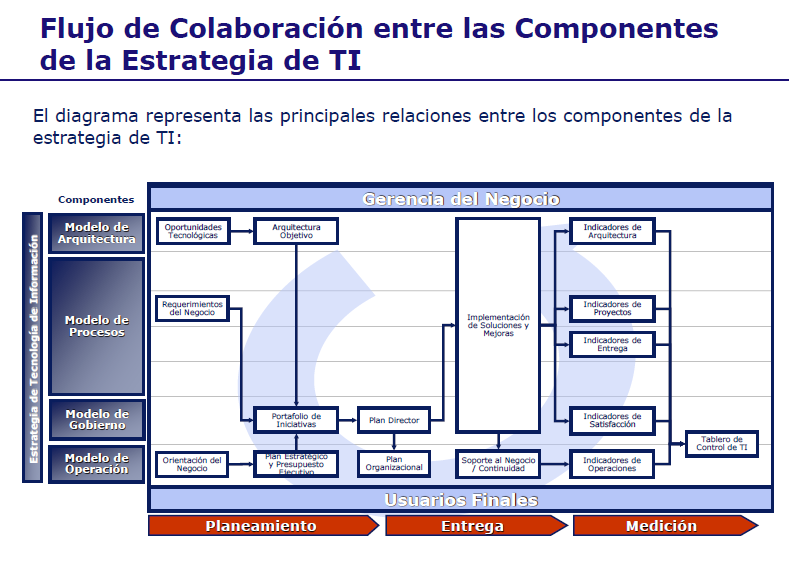 Flujo de Colaboración entre las Componentes
de la Estrategia de TI
El diagrama representa las principales relaciones entre los componentes de la
estrategia de TI:
Componentes
Gerencia del Negocio
Estrategia de Tecnología de Información
Modelo de
Arquitectura
Oportunidades
Tecnológicas
Arquitectura
Objetivo
Indicadores de
Arquitectura
Modelo de
Procesos
Requerimientos
del Negocio
Implementación
de Soluciones y
Mejoras
Indicadores de
Proyectos
Indicadores de
Entrega
Modelo de
Gobierno
Portafolio de
Iniciativas
Plan Director
Indicadores de
Satisfacción
Tablero de
Control de TI
Modelo de
Operación
Orientación del
Negocio
Plan Estratégico
y Presupuesto
Ejecutivo
Plan
Organizacional
Soporte al Negocio
/ Continuidad
Indicadores de
Operaciones
Usuarios Finales
Planeamiento
Entrega
Medición